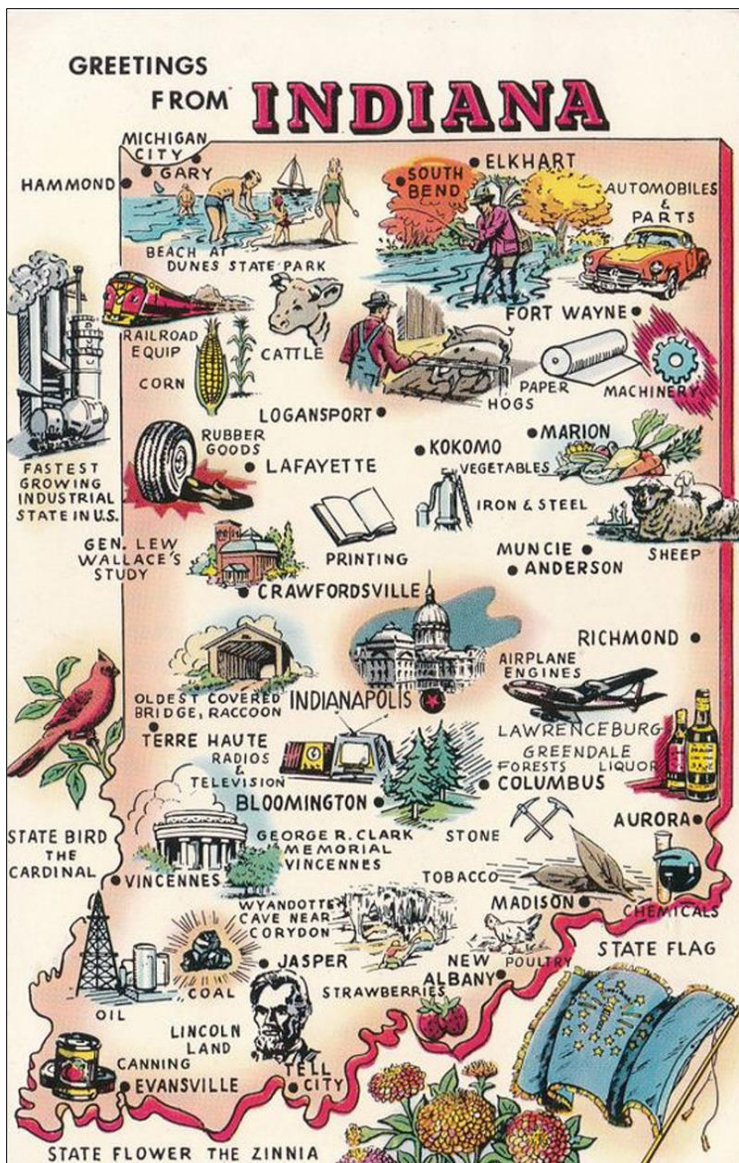 GREETINGS
FROM INDIANA
MICHIGAN
CITY
GARY
HAMMOND
SOUTH
BEND
ELKHART
AUTOMOBILES
&
PARTS
BEACH AT
DUNES STATE PARK
FORT WAYNE
RAILROAD
EQUIP
CATTLE
CORN
HOGS
PAPER
MACHINERY
LOGANSPORT
RUBBER
GOODS
LAFAYETTE
KOKOMO
MARION
VEGETABLES
FASTEST
GROWING
INDUSTRIAL
STATE IN U.S.
IRON & STEEL
GEN. LEW
WALLACE'S
STUDY
PRINTING
MUNCIE
ANDERSON
SHEEP
CRAWFORDSVILLE
RICHMOND
AIRPLANE
ENGINES
OLDEST COVERED
BRIDGE, RACCOON
INDIANAPOLIS
TERRE HAUTE
RADIOS
&
TELEVISION
LAWRENCEBURG
GREENDALE
FORESTS
LIQUOR
COLUMBUS
BLOOMINGTON
STATE BIRD
THE
CARDINAL
GEORGE R. CLARK
MEMORIAL
VINCENNES
STONE
AURORA
VINCENNES
TOBACCO
WYANDOTTE
CAVE NEAR
CORYDON
MADISON
CHEMICALS
JASPER
NEW
ALBANY
POULTRY
STATE FLAG
OIL
COAL
STRAWBERRIES
LINCOLN
LAND
CANNING
EVANSVILLE
TELL
CITY
STATE FLOWER THE ZINNIA